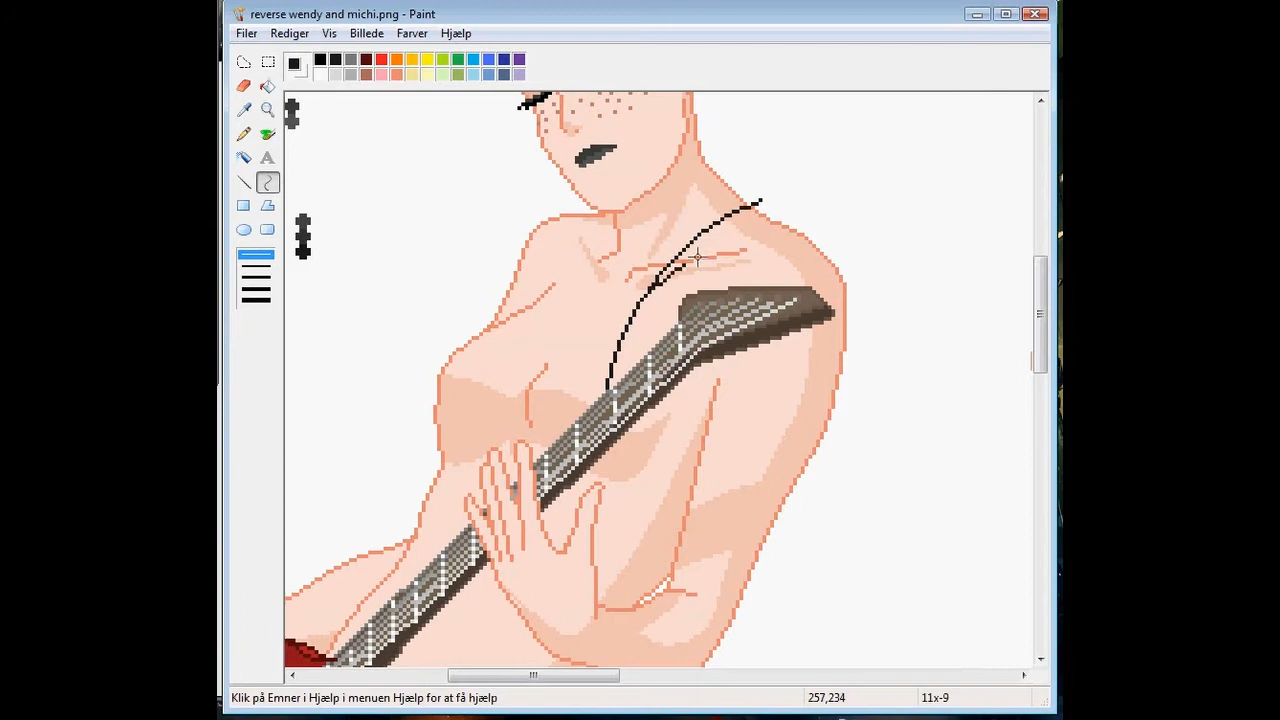 reverse wendy and michi.png - Paint
Filer Rediger Vis Billede Farver Hjælp
A
Klik på Emner i Hjælp i menuen Hjælp for at få hjælp 257,234 11x-9